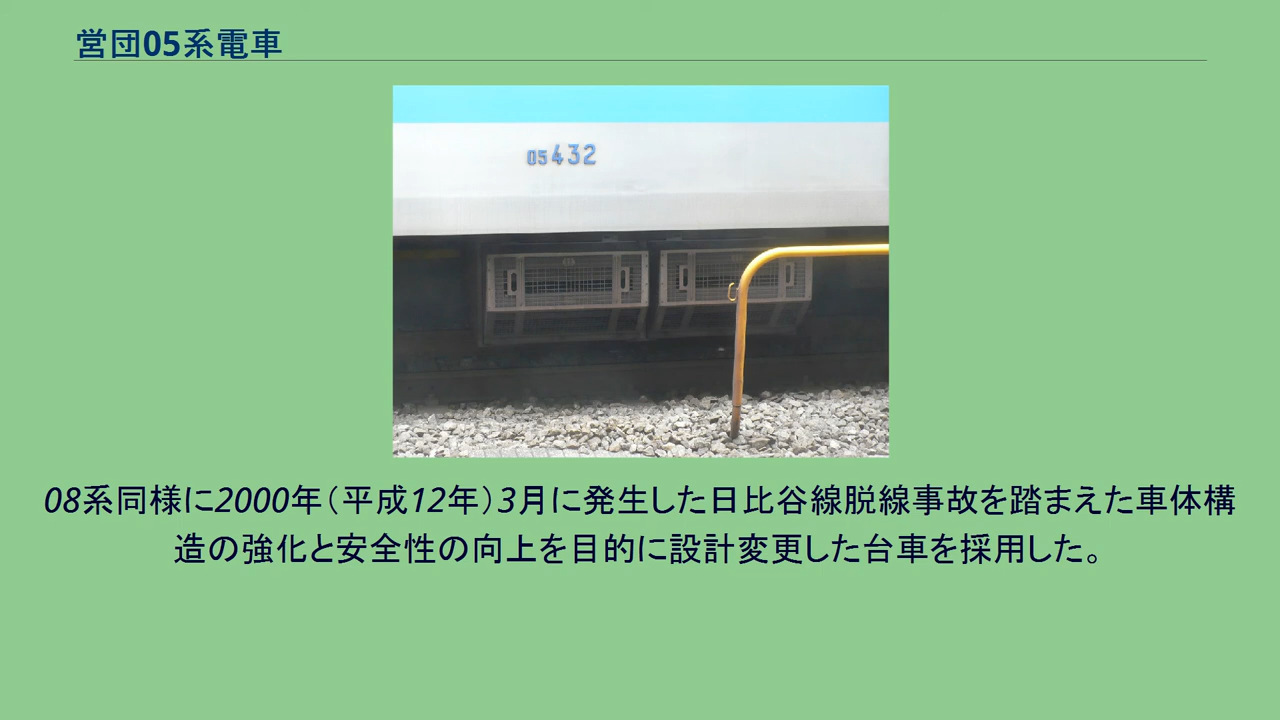 営団05系電車
05432
08系同様に2000年（平成12年）3月に発生した日比谷線脱線事故を踏まえた車体構
造の強化と安全性の向上を目的に設計変更した台車を採用した。